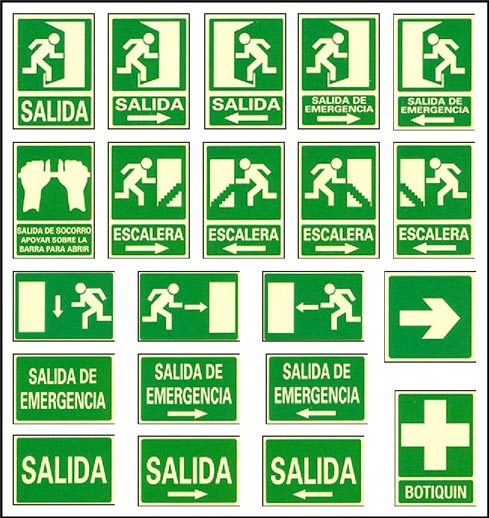 SALIDA
SALIDA
SALIDA
SALIDA DE
EMERGENCIA
SALIDA DE
EMERGENCIA
SALIDA DE SOCORRO
APOYAR SOBRE LA
BARRA PARA ABRIR
ESCALERA
ESCALERA
ESCALERA
ESCALERA
SALIDA DE
EMERGENCIA
SALIDA DE
EMERGENCIA
SALIDA DE
EMERGENCIA
SALIDA
SALIDA
SALIDA
BOTIQUIN